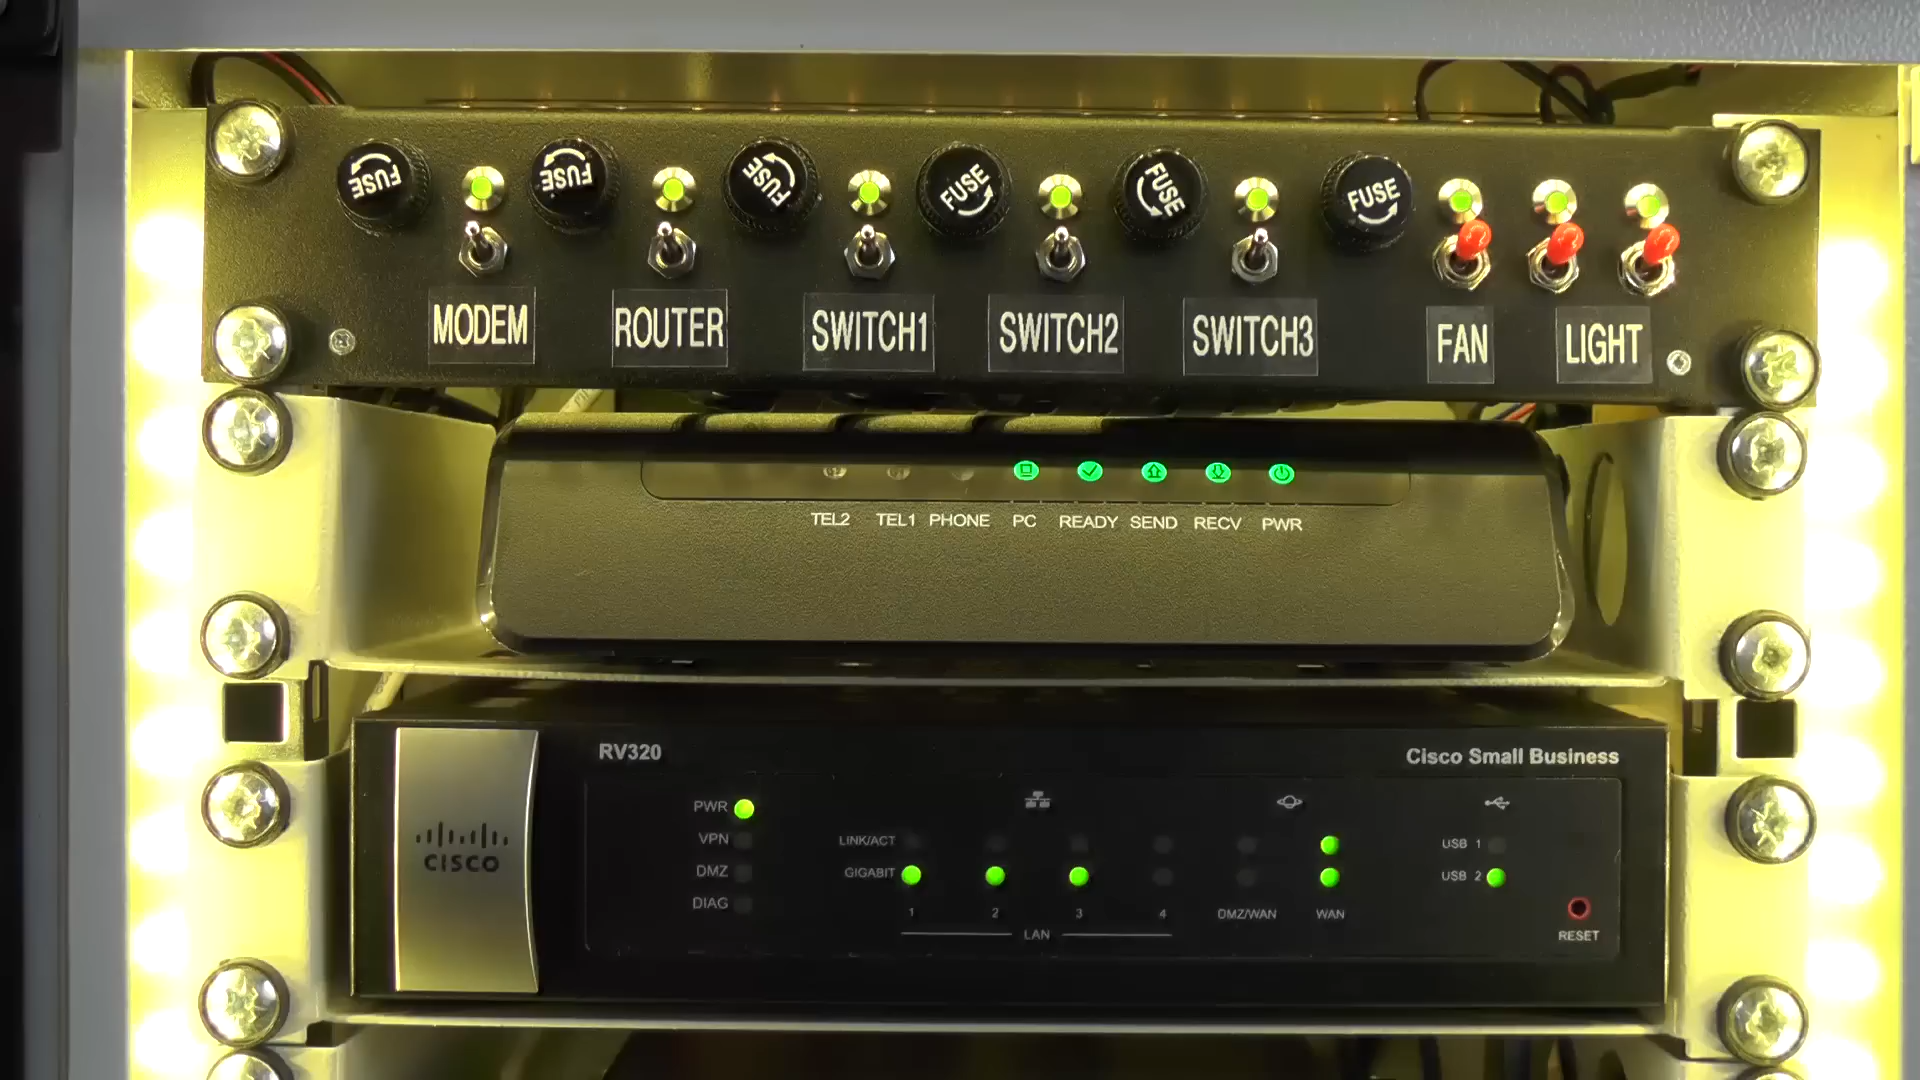 FUSE FUSE FUSE FUSE FUSE FUSE
MODEM ROUTER SWITCH1 SWITCH2 SWITCH3 FAN LIGHT
TEL2 TEL1 PHONE PC READY SEND RECV PWR
RV320 Cisco Small Business
PWR
VPN
DMZ
DIAG
CISCO
LINK/ACT
GIGABIT
1 2 3 4 DMZ/WAN WAN
LAN
USB 1
USB 2
RESET